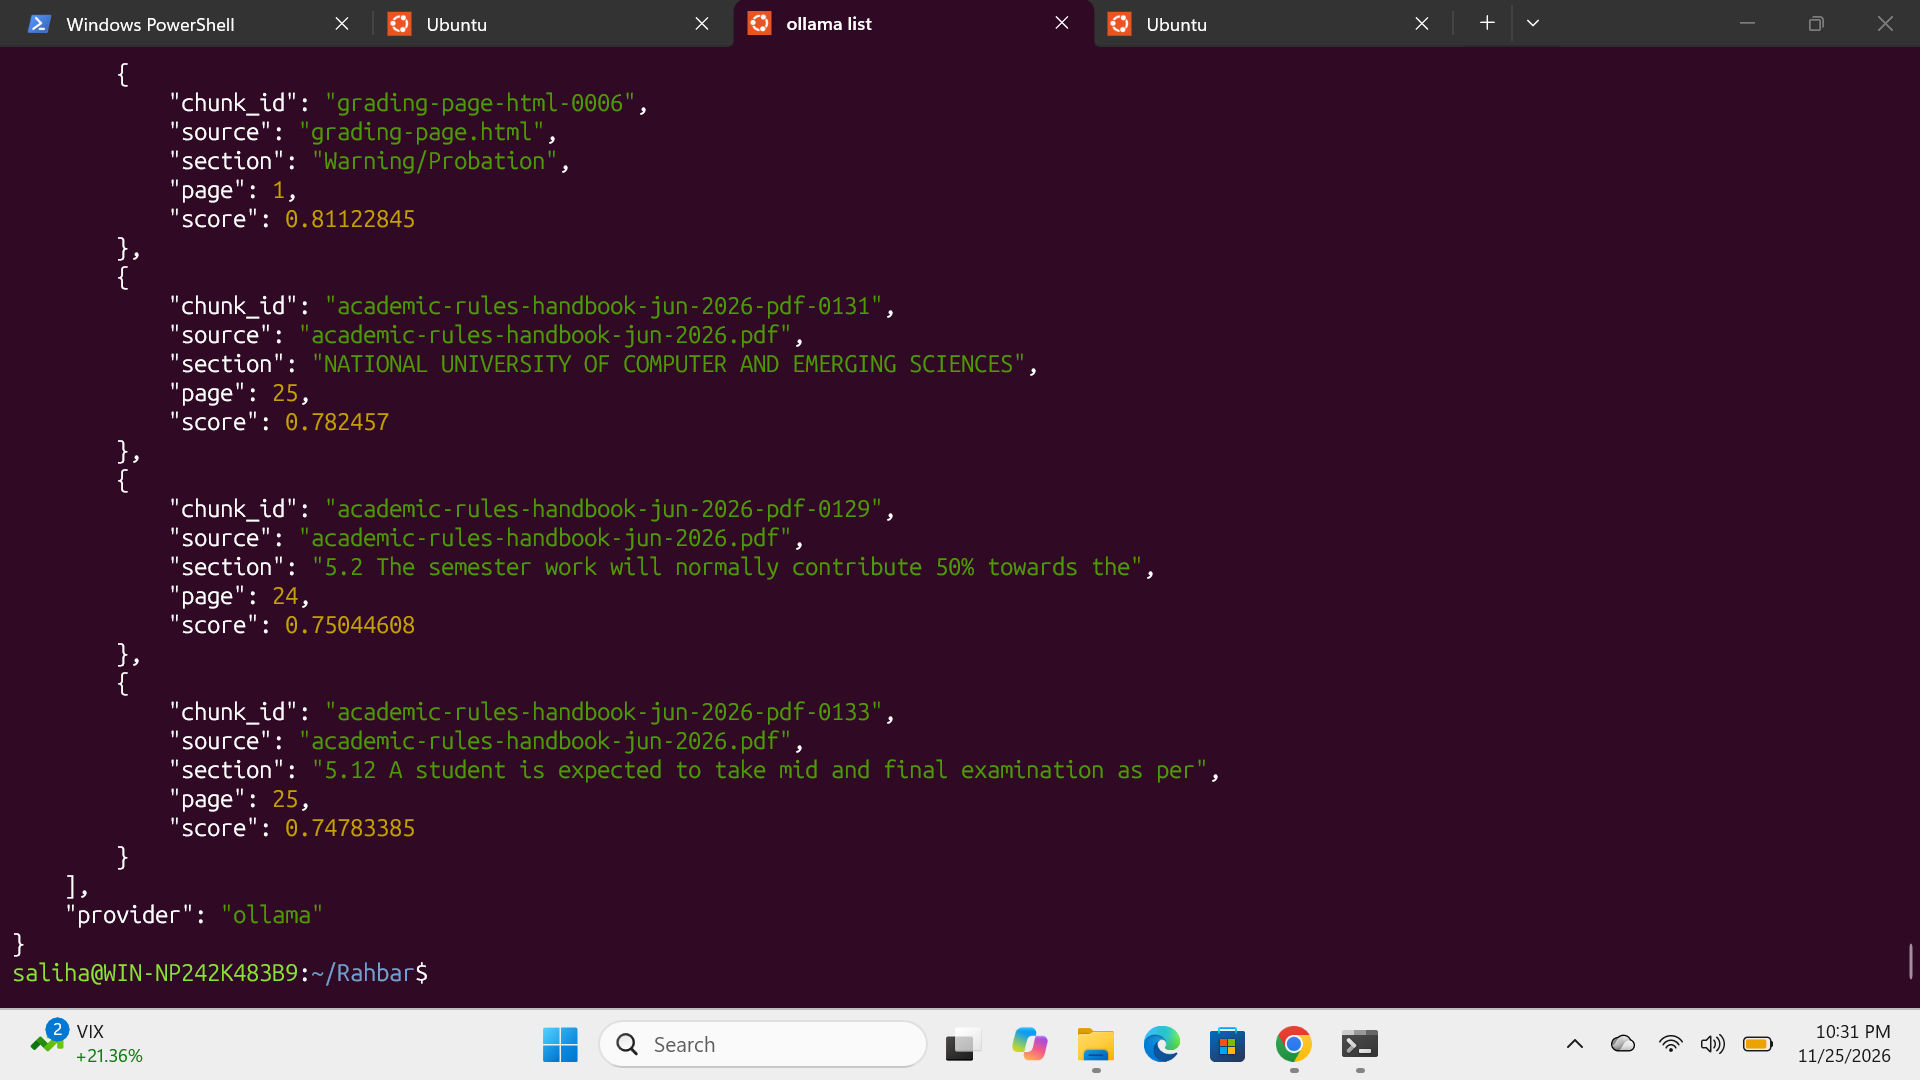 Windows PowerShell
Ubuntu
ollama list
Ubuntu
{
"chunk_id": "grading-page-html-0006",
"source": "grading-page.html",
"section": "Warning/Probation",
"page": 1,
"score": 0.81122845
},
{
"chunk_id": "academic-rules-handbook-jun-2026-pdf-0131",
"source": "academic-rules-handbook-jun-2026.pdf",
"section": "NATIONAL UNIVERSITY OF COMPUTER AND EMERGING SCIENCES",
"page": 25,
"score": 0.782457
},
{
"chunk_id": "academic-rules-handbook-jun-2026-pdf-0129",
"source": "academic-rules-handbook-jun-2026.pdf",
"section": "5.2 The semester work will normally contribute 50% towards the",
"page": 24,
"score": 0.75044608
},
{
"chunk_id": "academic-rules-handbook-jun-2026-pdf-0133",
"source": "academic-rules-handbook-jun-2026.pdf",
"section": "5.12 A student is expected to take mid and final examination as per",
"page": 25,
"score": 0.74783385
}
],
"provider": "ollama"
}
saliha@WIN-NP242K483B9:~/Rahbar$
2
VIX
+21.36%
Search
10:31 PM
11/25/2026